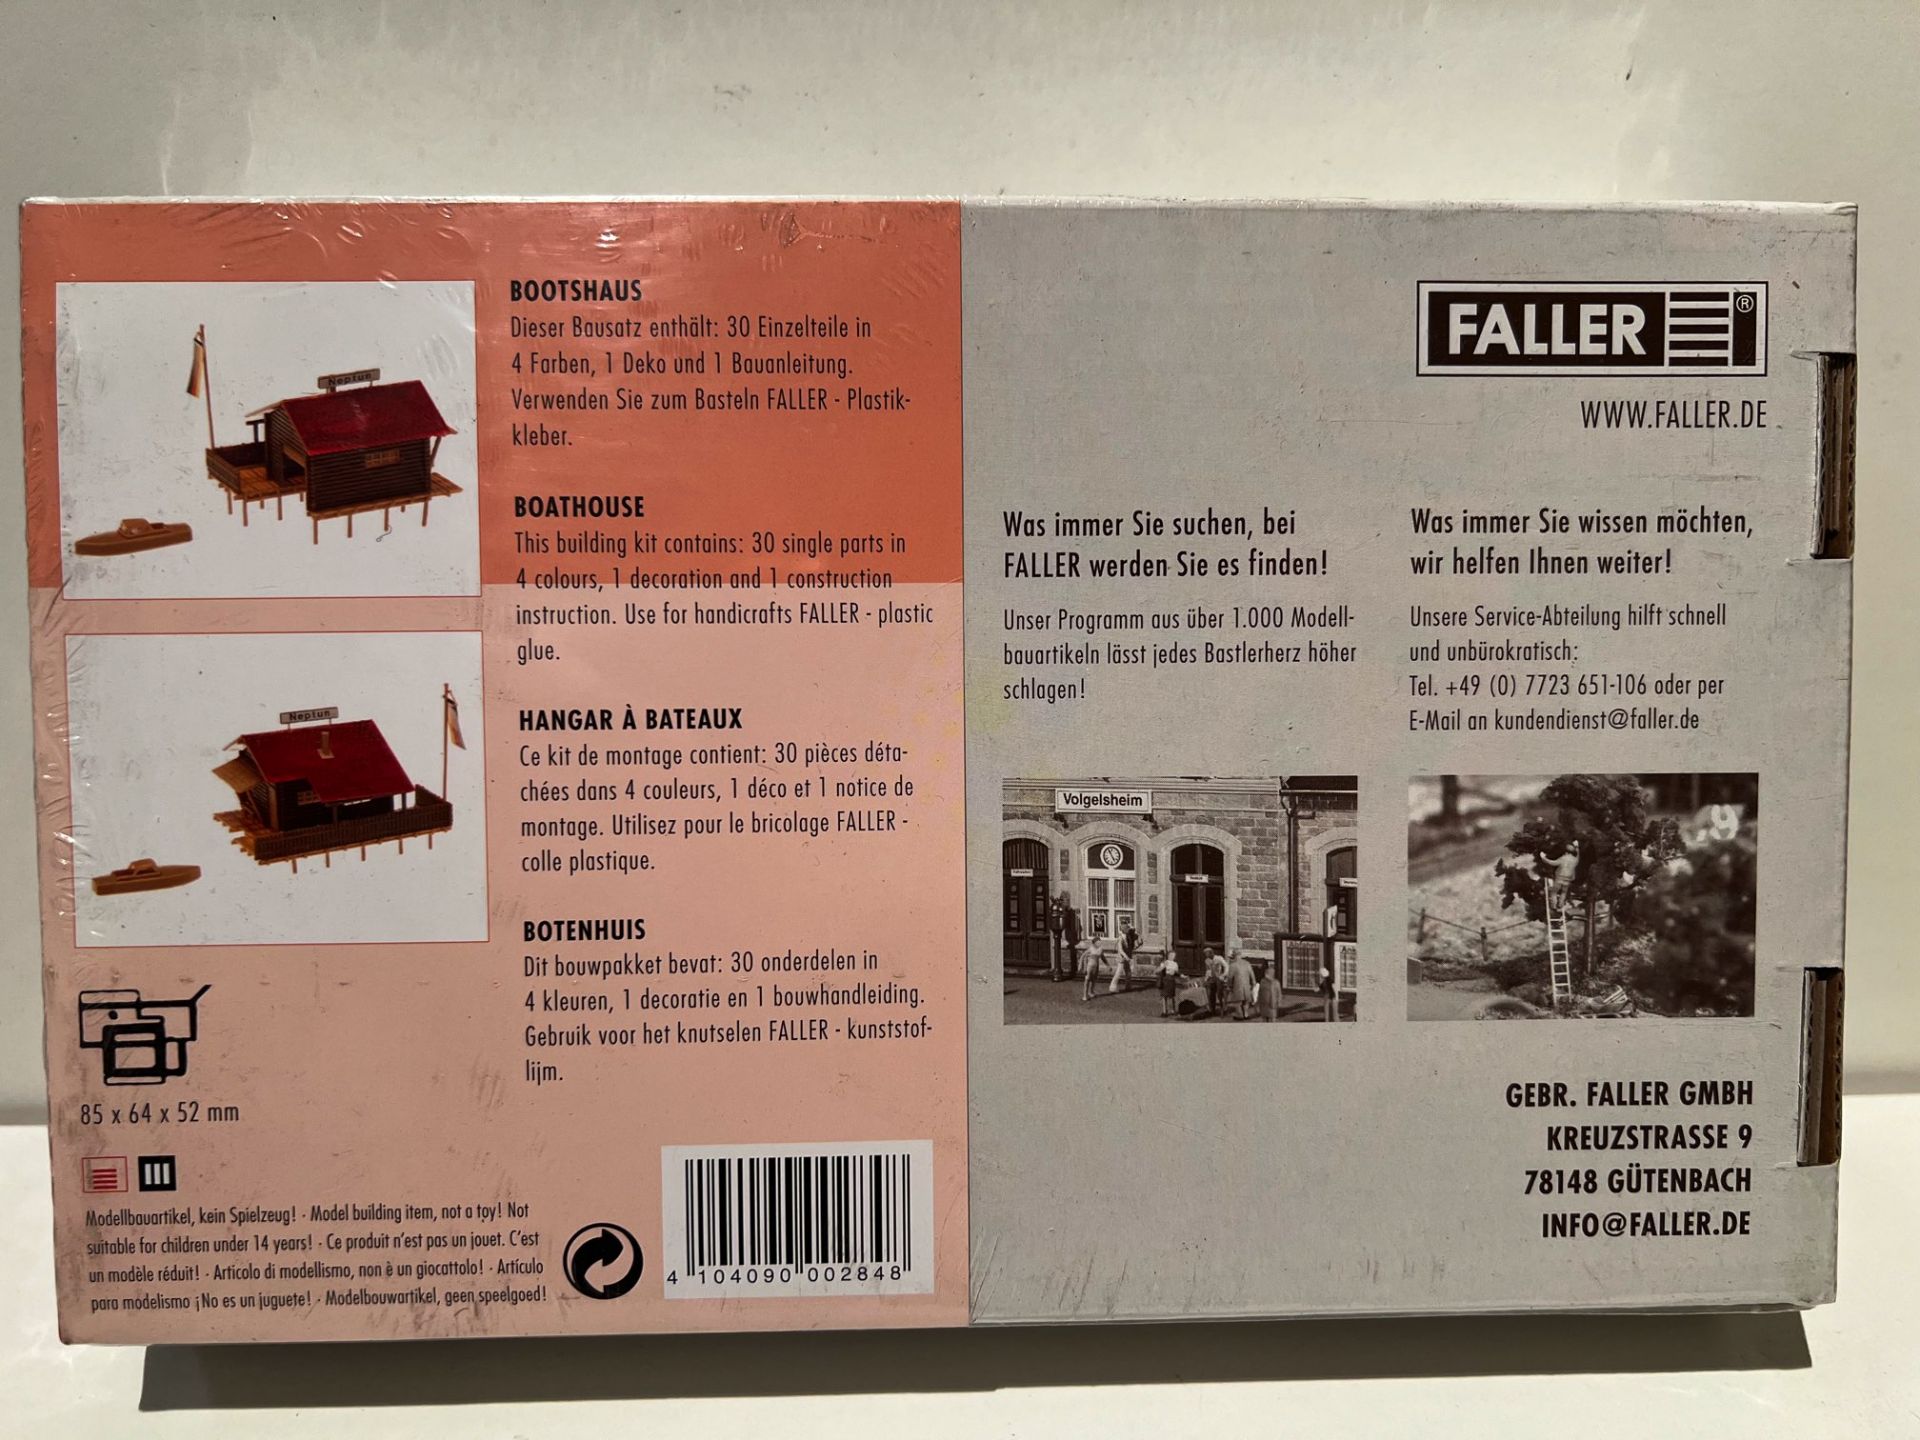 Neptun
Neptun
BOOTSHAUS
Dieser Bausatz enthält: 30 Einzelteile in
4 Farben, 1 Deko und 1 Bauanleitung.
Verwenden Sie zum Basteln FALLER - Plastik-
kleber.
BOATHOUSE
This building kit contains: 30 single parts in
4 colours, 1 decoration and 1 construction
instruction. Use for handicrafts FALLER - plastic
glue.
HANGAR À BATEAUX
Ce kit de montage contient: 30 pièces déta-
chées dans 4 couleurs, 1 déco et 1 notice de
montage. Utilisez pour le bricolage FALLER -
colle plastique.
BOTENHUIS
Dit bouwpakket bevat: 30 onderdelen in
4 kleuren, 1 decoratie en 1 bouwhandleiding.
Gebruik voor het knutselen FALLER - kunststof-
lijm.
85 x 64 x 52 mm
Modellbauartikel, kein Spielzeug! · Model building item, not a toy! Not
suitable for children under 14 years! · Ce produit n'est pas un jouet. C'est
un modèle réduit! · Articolo di modellismo, non è un giocattolo! · Artículo
para modelismo ¡No es un juguete! · Modelbouwartikel, geen speelgoed!
4 104090 002848
FALLER ®
WWW.FALLER.DE
Was immer Sie suchen, bei
FALLER werden Sie es finden!
Unser Programm aus über 1.000 Modell-
bauartikeln lässt jedes Bastlerherz höher
schlagen!
Was immer Sie wissen möchten,
wir helfen Ihnen weiter!
Unsere Service-Abteilung hilft schnell
und unbürokratisch:
Tel. +49 (0) 7723 651-106 oder per
E-Mail an kundendienst@faller.de
Volgelsheim
GEBR. FALLER GMBH
KREUZSTRASSE 9
78148 GÜTENBACH
INFO@FALLER.DE